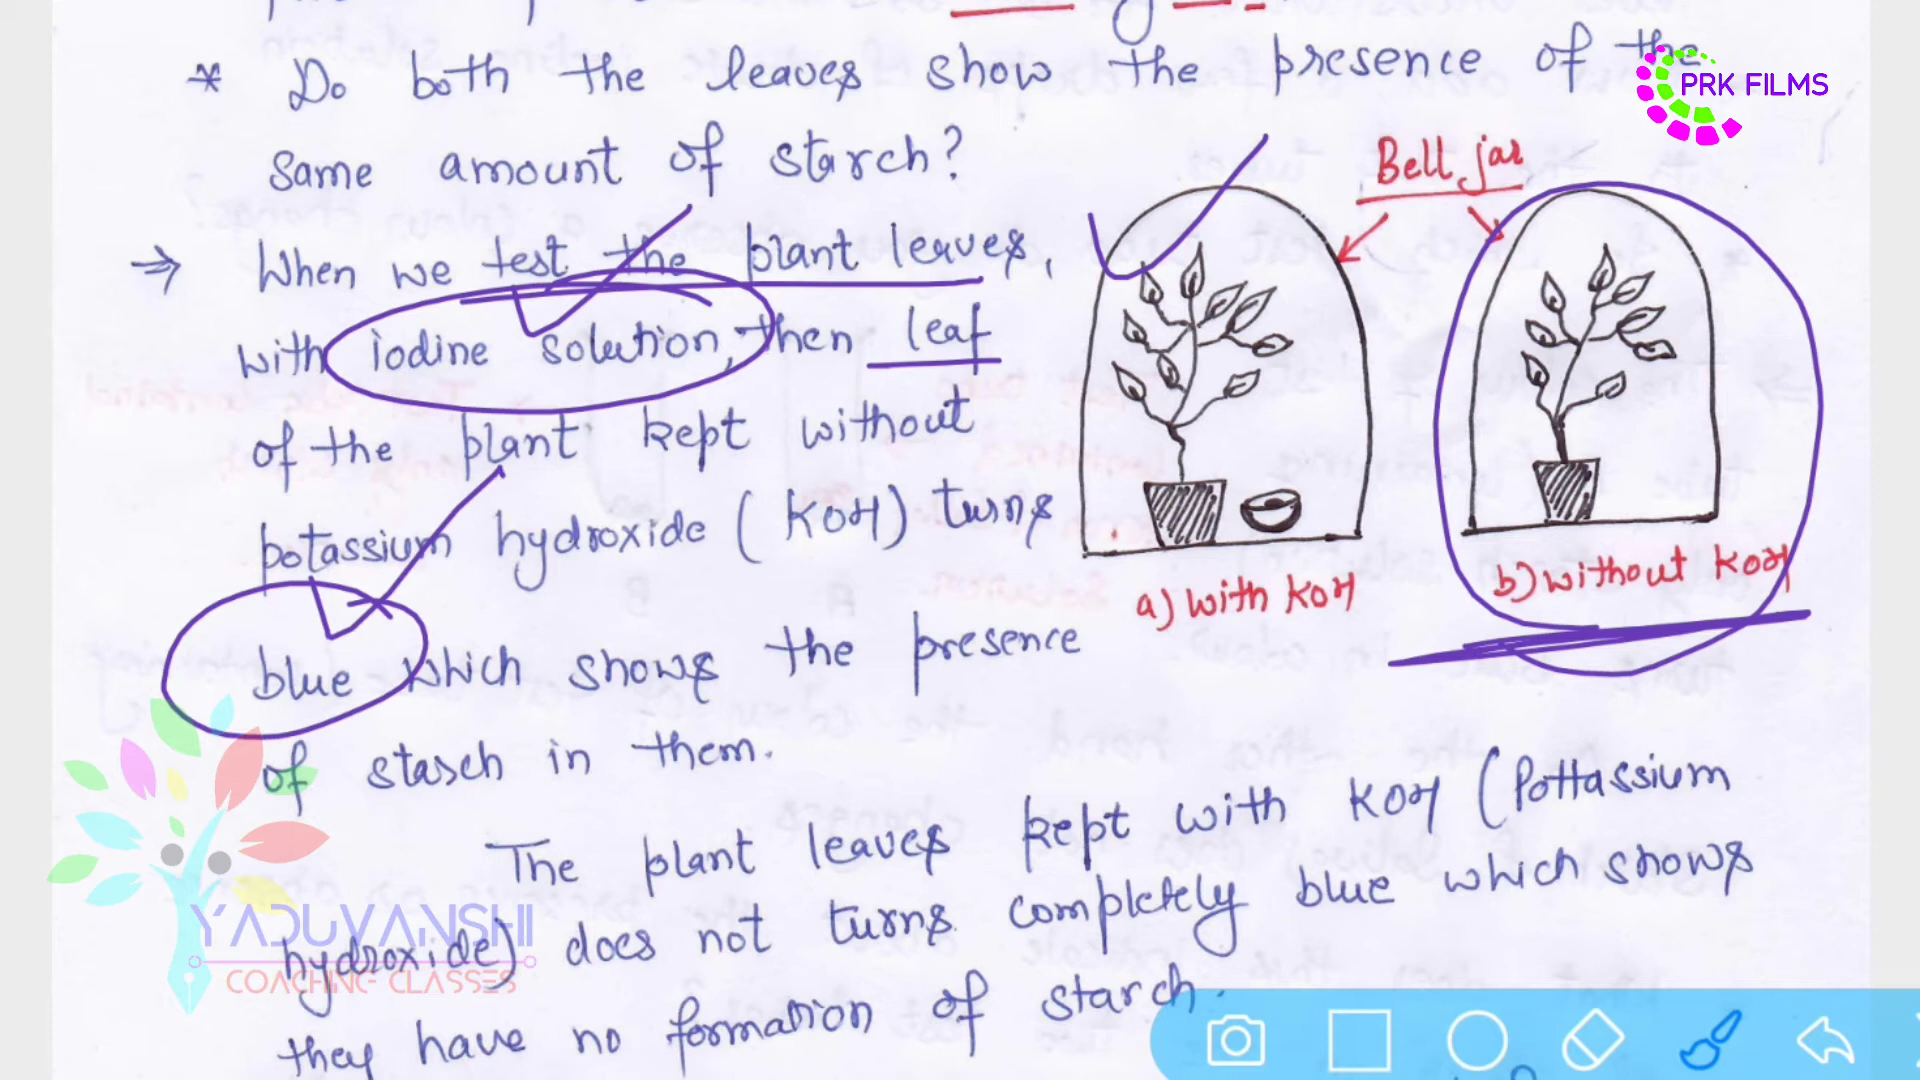 * Do both the leaves show the presence of the
PRK FILMS
same amount of starch?
Bell jar
⇒ When we test the plant leaves,
with iodine solution, then leaf
of the plant kept without
potassium hydroxide (KOH) turns
a) with KOH
b) without KOH
blue which shows the presence
of starch in them.
The plant leaves kept with KOH (Pottassium
hydroxide) does not turns completely blue which shows
YADUVANSHI
COACHING CLASSES
they have no formation of starch.